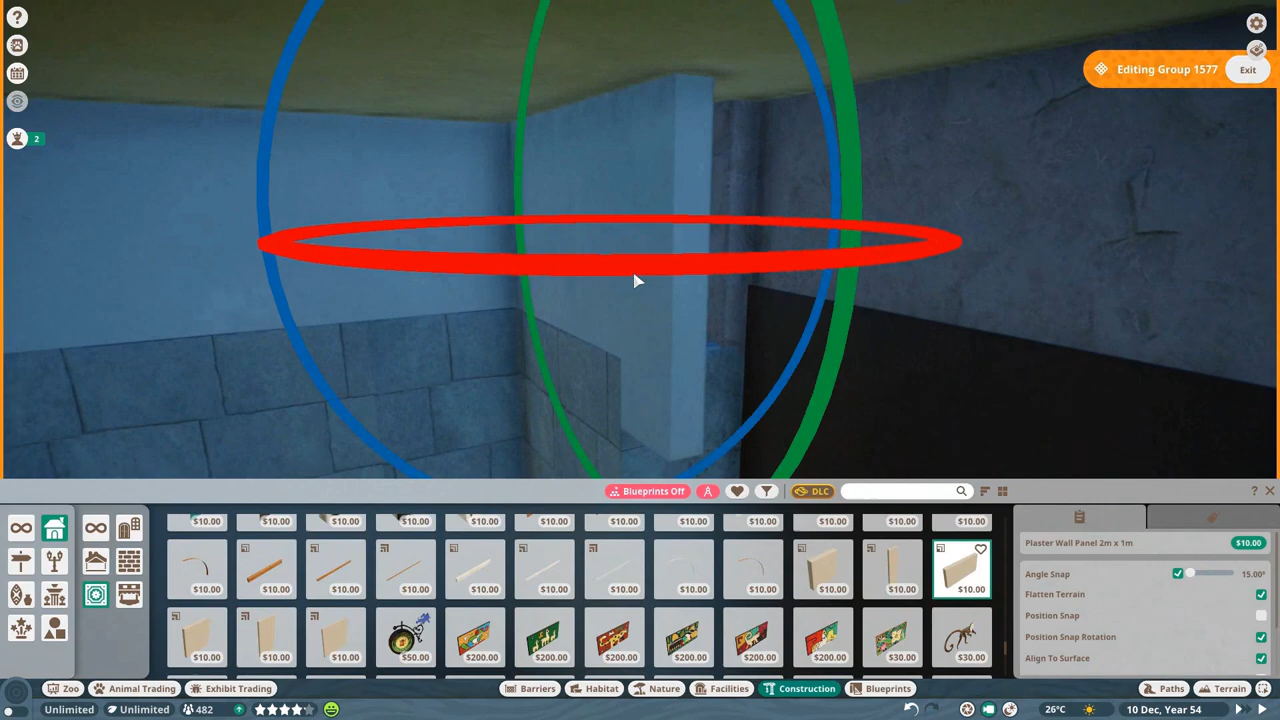 ?
Editing Group 1577
Exit
2
Blueprints Off
DLC
? ×
$10.00 $10.00 $10.00 $10.00 $10.00 $10.00 $10.00 $10.00 $10.00 $10.00 $10.00 $10.00
$10.00 $10.00 $10.00 $10.00 $10.00 $10.00 $10.00 $10.00 $10.00 $10.00 $10.00 $10.00
$10.00 $10.00 $10.00 $50.00 $200.00 $200.00 $200.00 $200.00 $200.00 $200.00 $30.00 $30.00
Plaster Wall Panel 2m x 1m $10.00
Angle Snap 15.00°
Flatten Terrain
Position Snap
Position Snap Rotation
Align To Surface
Zoo Animal Trading Exhibit Trading Barriers Habitat Nature Facilities Construction Blueprints Paths Terrain
Unlimited Unlimited 482 26°C 10 Dec, Year 54